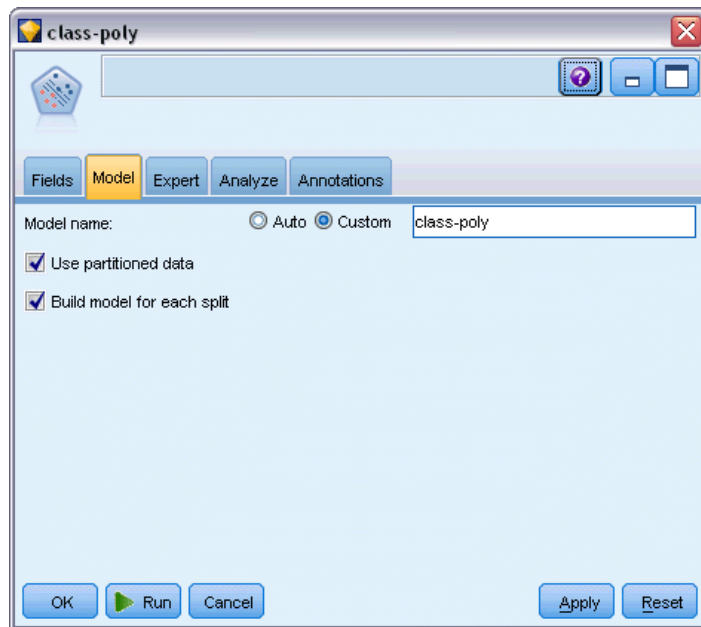 class-poly
?
Fields Model Expert Analyze Annotations
Model name: Auto Custom class-poly
Use partitioned data
Build model for each split
OK Run Cancel Apply Reset